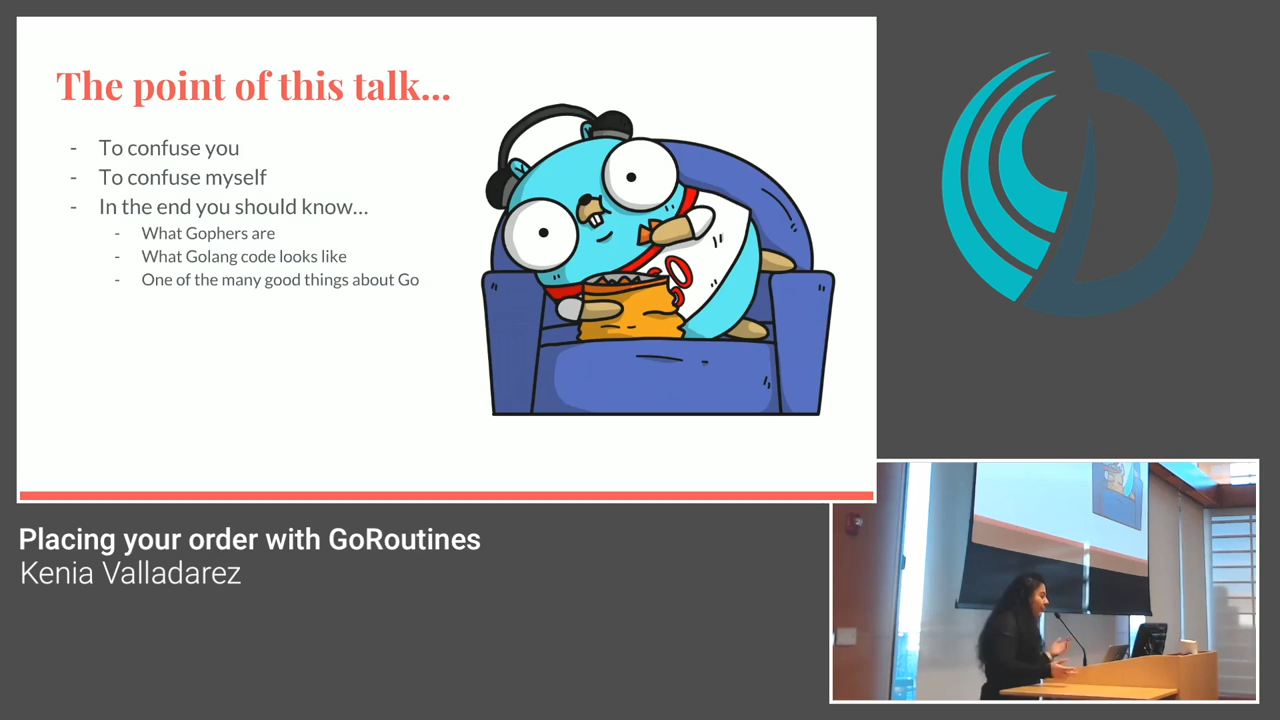 The point of this talk...
- To confuse you
- To confuse myself
- In the end you should know...
- What Gophers are
- What Golang code looks like
- One of the many good things about Go
GO
Placing your order with GoRoutines
Kenia Valladarez